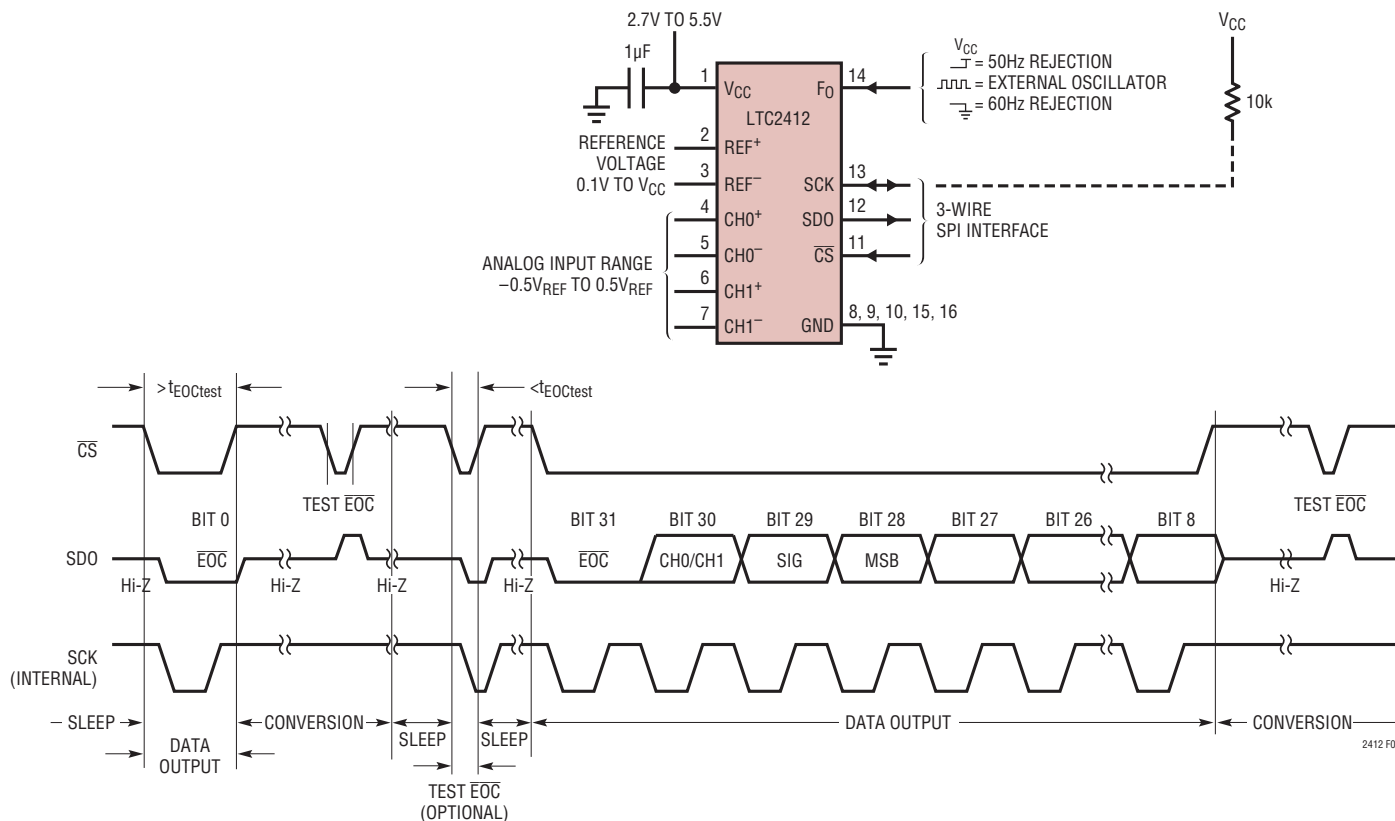 2.7V TO 5.5V
1µF
1
VCC
LTC2412
FO
14
VCC
= 50Hz REJECTION
= EXTERNAL OSCILLATOR
= 60Hz REJECTION
VCC
10k
REFERENCE
VOLTAGE
0.1V TO VCC
2
REF+
3
REF–
SCK
13
SDO
12
CS
11
3-WIRE
SPI INTERFACE
ANALOG INPUT RANGE
–0.5VREF TO 0.5VREF
4
CH0+
5
CH0–
6
CH1+
7
CH1–
GND
8, 9, 10, 15, 16
>tEOCtest
<tEOCtest
CS
TEST EOC
TEST EOC
BIT 0
BIT 31
BIT 30
BIT 29
BIT 28
BIT 27
BIT 26
BIT 8
SDO
EOC
EOC
CH0/CH1
SIG
MSB
Hi-Z
Hi-Z
Hi-Z
Hi-Z
Hi-Z
SCK
(INTERNAL)
SLEEP
CONVERSION
SLEEP
SLEEP
DATA OUTPUT
CONVERSION
DATA
OUTPUT
TEST EOC
(OPTIONAL)
2412 F0